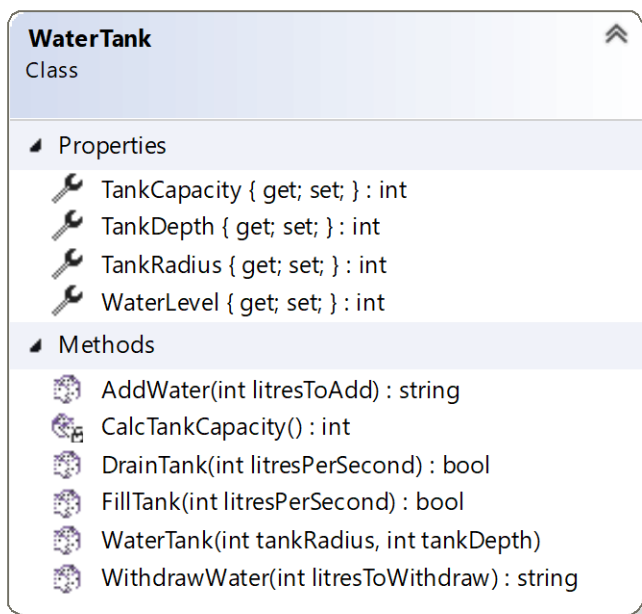 WaterTank
Class
Properties
TankCapacity { get; set; } : int
TankDepth { get; set; } : int
TankRadius { get; set; } : int
WaterLevel { get; set; } : int
Methods
AddWater(int litresToAdd) : string
CalcTankCapacity() : int
DrainTank(int litresPerSecond) : bool
FillTank(int litresPerSecond) : bool
WaterTank(int tankRadius, int tankDepth)
WithdrawWater(int litresToWithdraw) : string